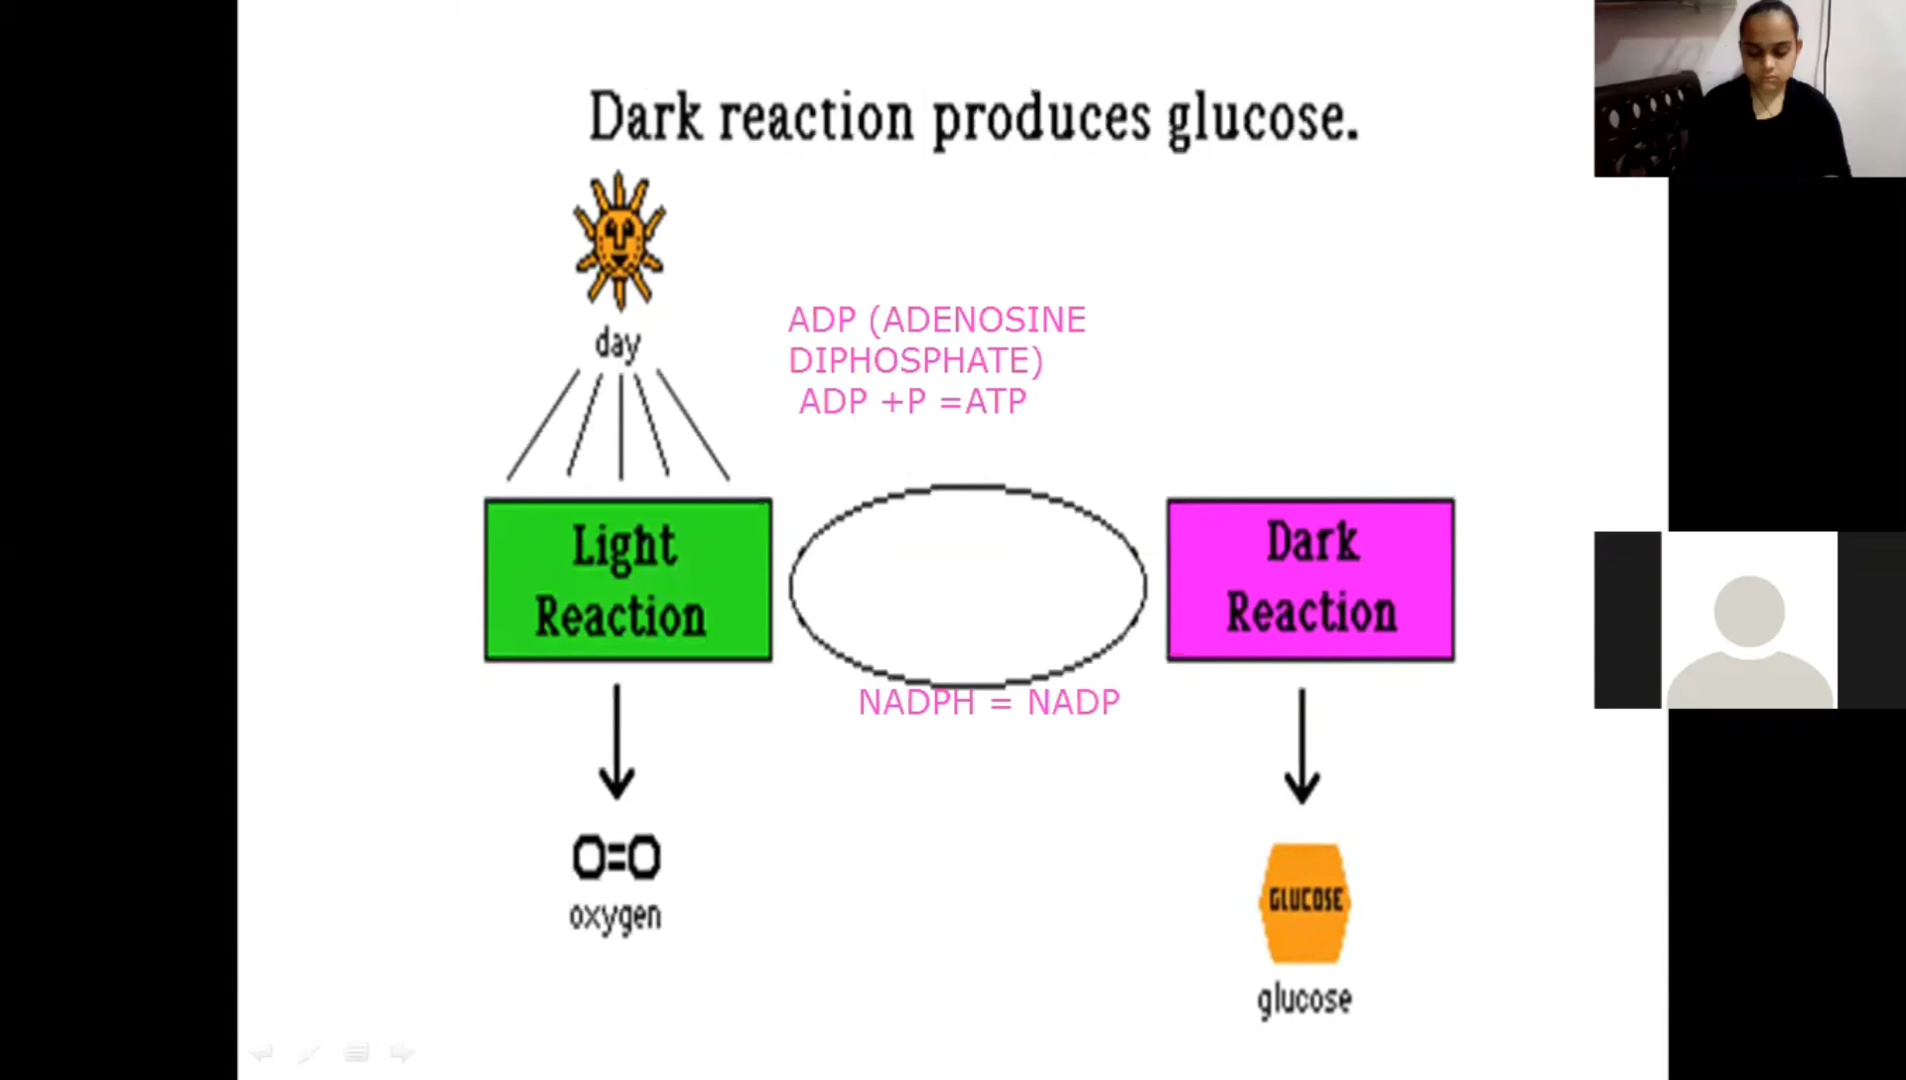 Dark reaction produces glucose.
day
ADP (ADENOSINE
DIPHOSPHATE)
ADP +P =ATP
Light
Reaction
Dark
Reaction
NADPH = NADP
O=O
oxygen
GLUCOSE
glucose